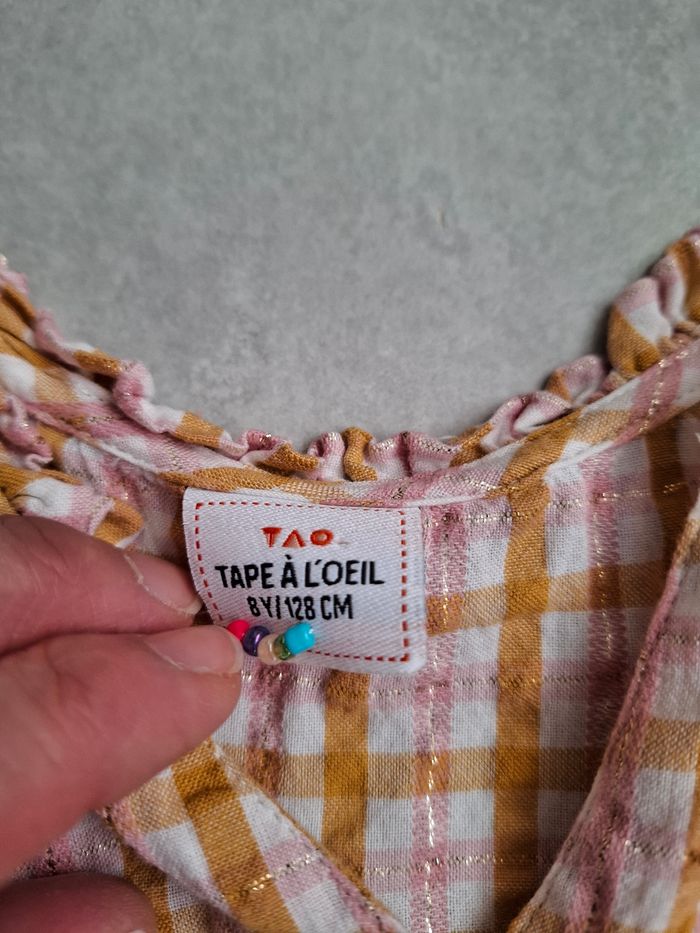 TAO
TAPE À L'OEIL
8Y/128 CM